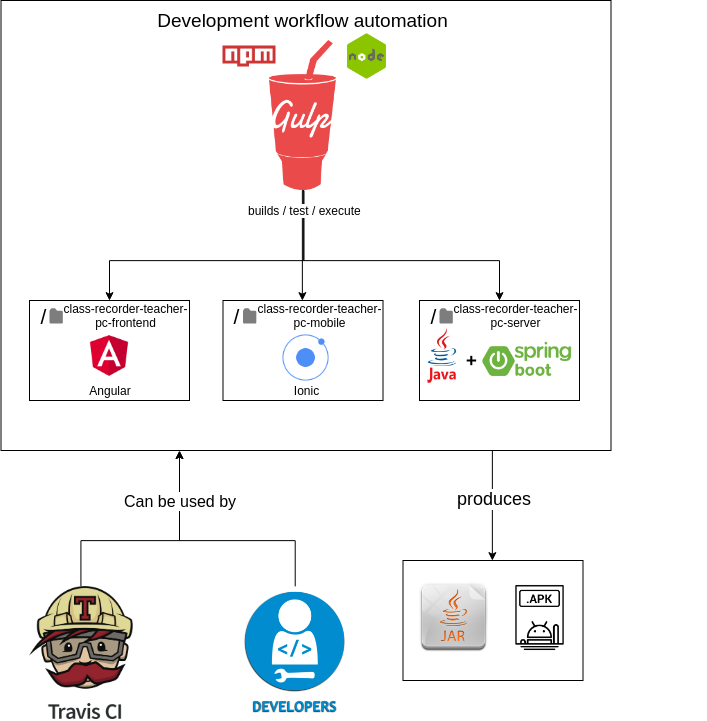 Development workflow automation
npm
node
Gulp
builds / test / execute
/ class-recorder-teacher-
pc-frontend
Angular
/ class-recorder-teacher-
pc-mobile
Ionic
/ class-recorder-teacher-
pc-server
Java
+
spring
boot
Can be used by
produces
T
Travis CI
</>
DEVELOPERS
JAR
.APK